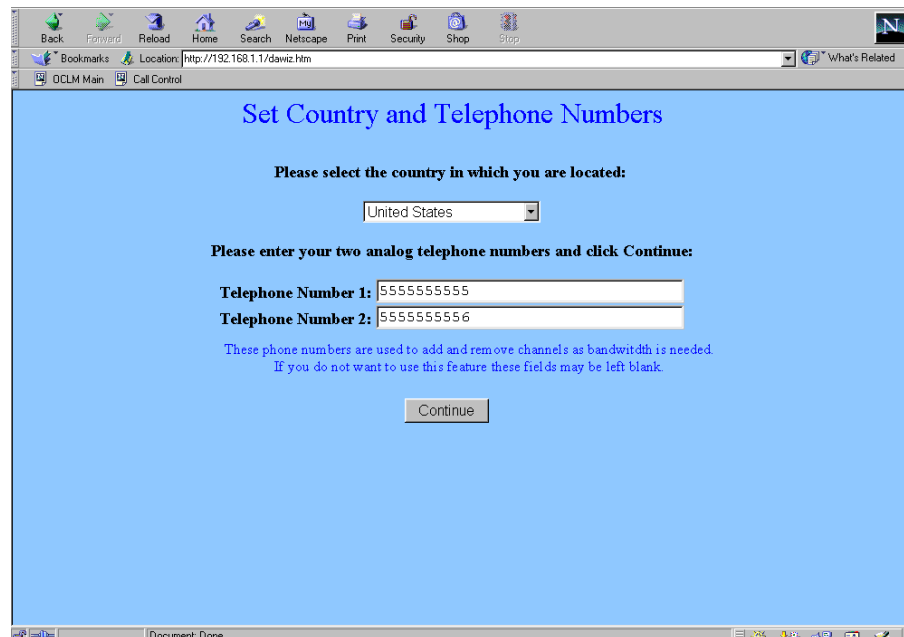 Back Forward Reload Home Search Netscape Print Security Shop Stop
N
Bookmarks Location: http://192.168.1.1/dawiz.htm What's Related
OCLM Main Call Control
Set Country and Telephone Numbers
Please select the country in which you are located:
United States
Please enter your two analog telephone numbers and click Continue:
Telephone Number 1: 5555555555
Telephone Number 2: 5555555556
These phone numbers are used to add and remove channels as bandwitdth is needed.
If you do not want to use this feature these fields may be left blank.
Continue
Document: Done